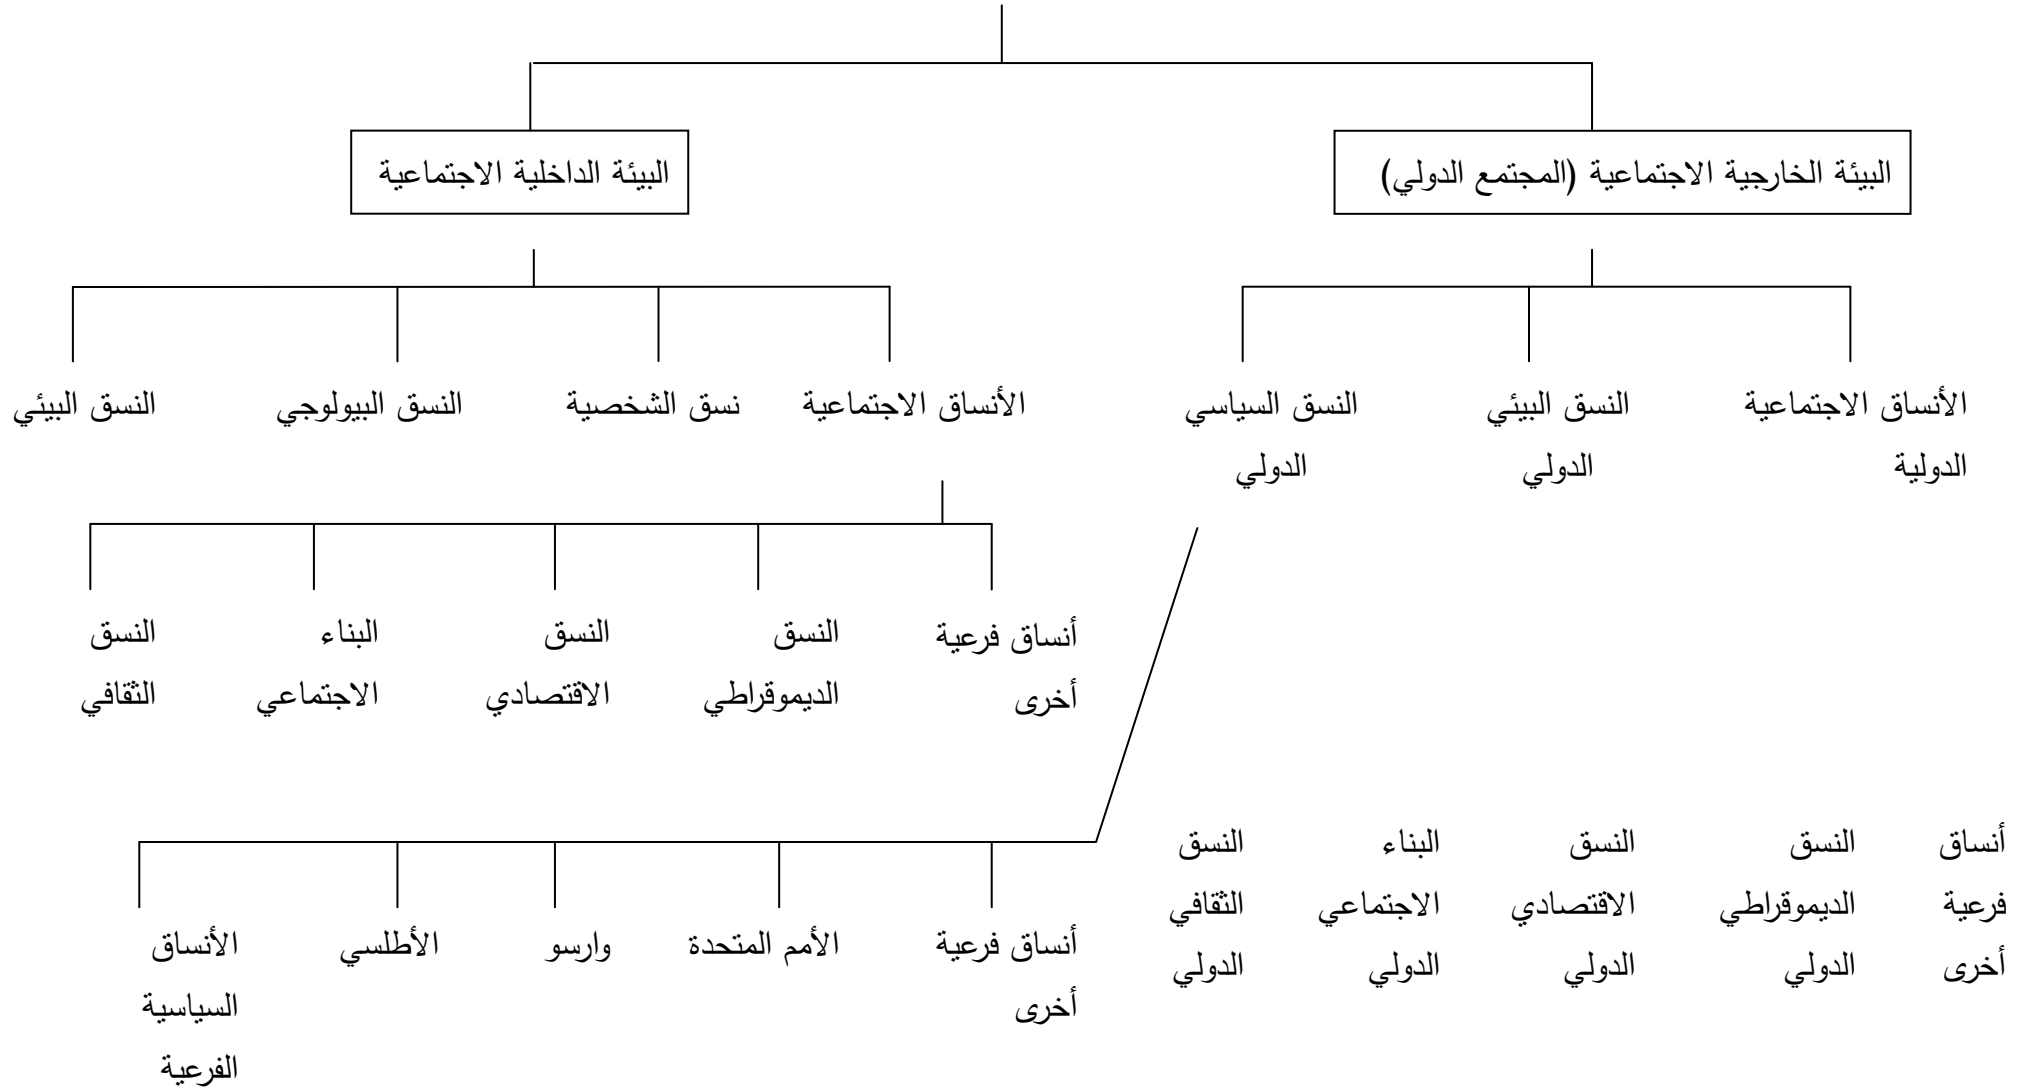 البيئة الخارجية الاجتماعية (المجتمع الدولي)
البيئة الداخلية الاجتماعية
الأنساق الاجتماعية
الدولية
النسق البيئي
الدولي
النسق السياسي
الدولي
الأنساق الاجتماعية
نسق الشخصية
النسق البيولوجي
النسق البيئي
أنساق فرعية
أخرى
النسق
الديموقراطي
النسق
الاقتصادي
البناء
الاجتماعي
النسق
الثقافي
أنساق
فرعية
أخرى
النسق
الديموقراطي
الدولي
النسق
الاقتصادي
الدولي
البناء
الاجتماعي
الدولي
النسق
الثقافي
الدولي
أنساق فرعية
أخرى
الأمم المتحدة
وارسو
الأطلسي
الأنساق
السياسية
الفرعية